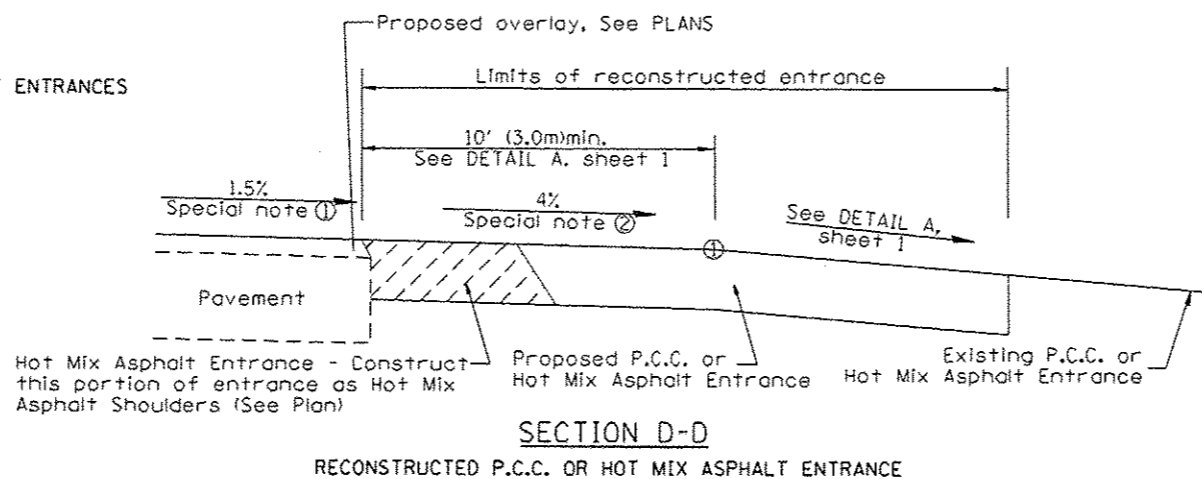 Proposed overlay, See PLANS
ENTRANCES
Limits of reconstructed entrance
10' (3.0m)min.
See DETAIL A. sheet 1
1.5%
Special note ①
4%
Special note ②
See DETAIL A,
sheet 1
①
Pavement
Hot Mix Asphalt Entrance - Construct
this portion of entrance as Hot Mix
Asphalt Shoulders (See Plan)
Proposed P.C.C. or
Hot Mix Asphalt Entrance
Existing P.C.C. or
Hot Mix Asphalt Entrance
SECTION D-D
RECONSTRUCTED P.C.C. OR HOT MIX ASPHALT ENTRANCE